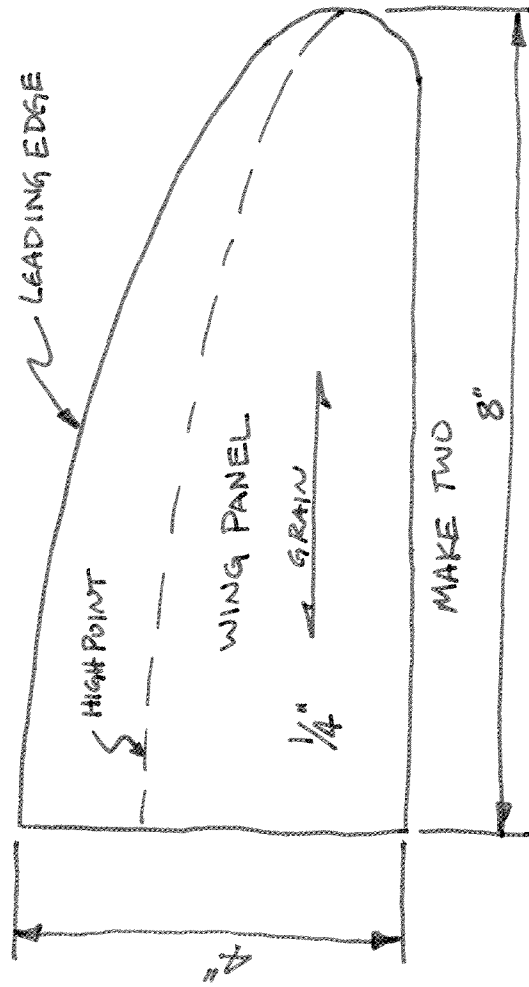 LEADING EDGE
HIGH POINT
WING PANEL
1/4"
GRAIN
MAKE TWO
8"
4"